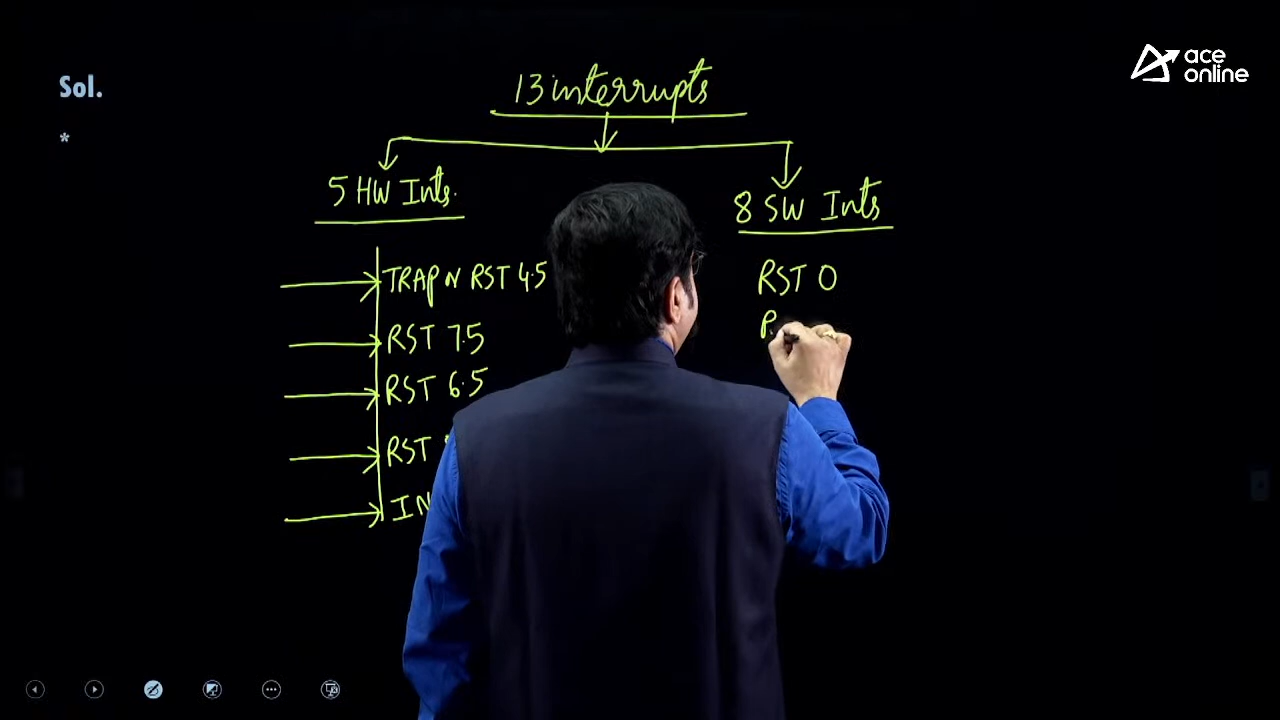 Sol.
*
ace
online
13 interrupts
5 HW Ints.
8 SW Ints
TRAP or RST 4.5
RST 7.5
RST 6.5
RST
IN
RST 0